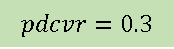 pdcvr = 0.3